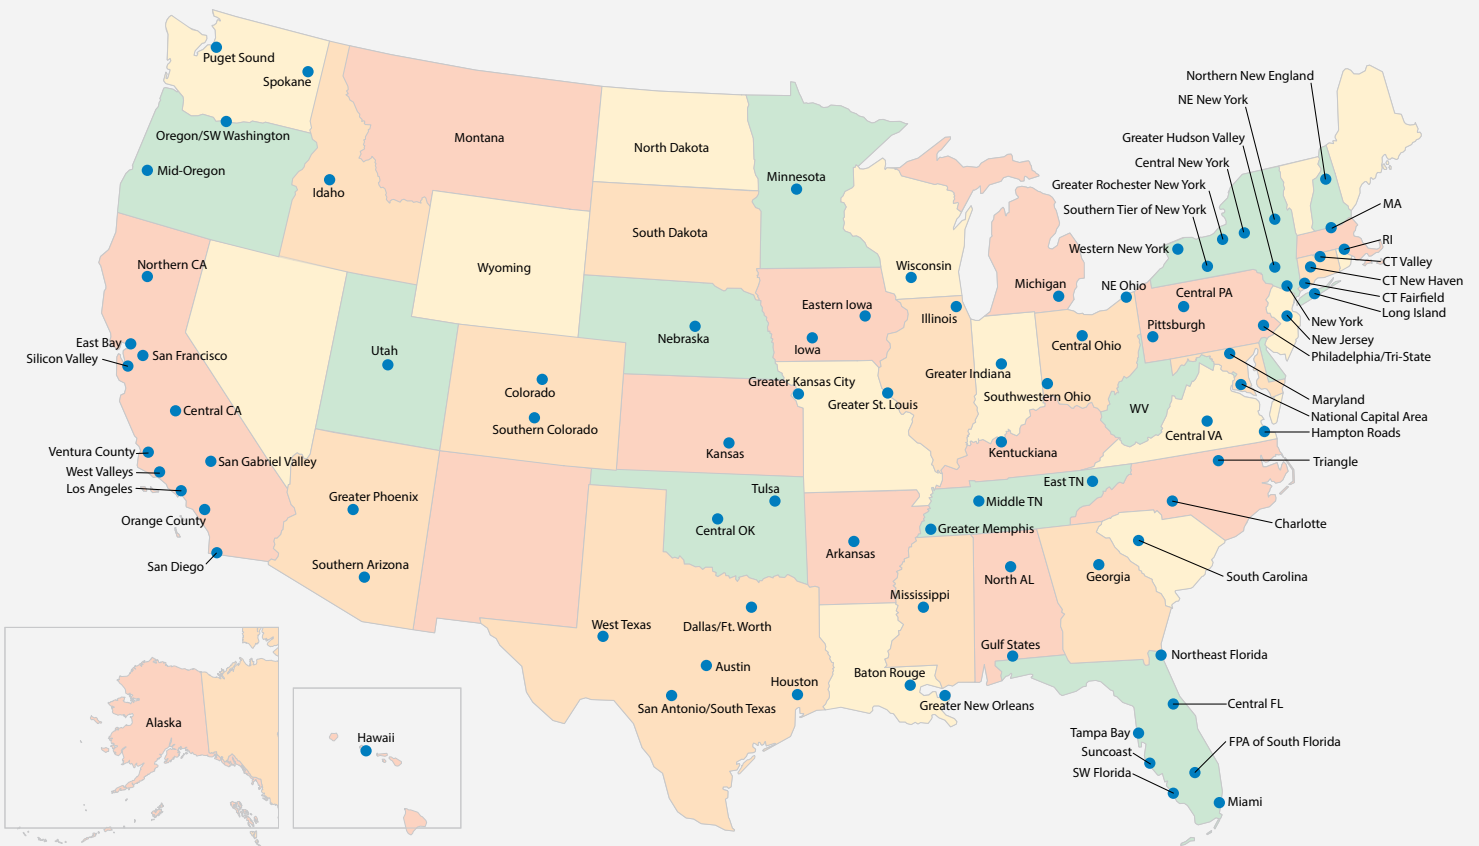 Puget Sound
Spokane
Oregon/SW Washington
Mid-Oregon
Idaho
Montana
North Dakota
South Dakota
Wyoming
Minnesota
Wisconsin
Michigan
Northern New England
NE New York
Greater Hudson Valley
Central New York
Greater Rochester New York
Southern Tier of New York
Western New York
MA
RI
CT Valley
CT New Haven
CT Fairfield
Long Island
New York
New Jersey
Philadelphia/Tri-State
Maryland
National Capital Area
Hampton Roads
Northern CA
East Bay
San Francisco
Silicon Valley
Central CA
Ventura County
West Valleys
San Gabriel Valley
Los Angeles
Orange County
San Diego
Utah
Colorado
Southern Colorado
Nebraska
Kansas
Eastern Iowa
Iowa
Illinois
Greater Kansas City
Greater St. Louis
Greater Indiana
NE Ohio
Central Ohio
Southwestern Ohio
Central PA
Pittsburgh
WV
Central VA
Kentuckiana
Triangle
Charlotte
East TN
Middle TN
Greater Memphis
Greater Phoenix
Southern Arizona
Tulsa
Central OK
Arkansas
North AL
Georgia
South Carolina
Mississippi
Gulf States
West Texas
Dallas/Ft. Worth
Austin
Houston
San Antonio/South Texas
Baton Rouge
Greater New Orleans
Northeast Florida
Central FL
Tampa Bay
Suncoast
SW Florida
FPA of South Florida
Miami
Alaska
Hawaii